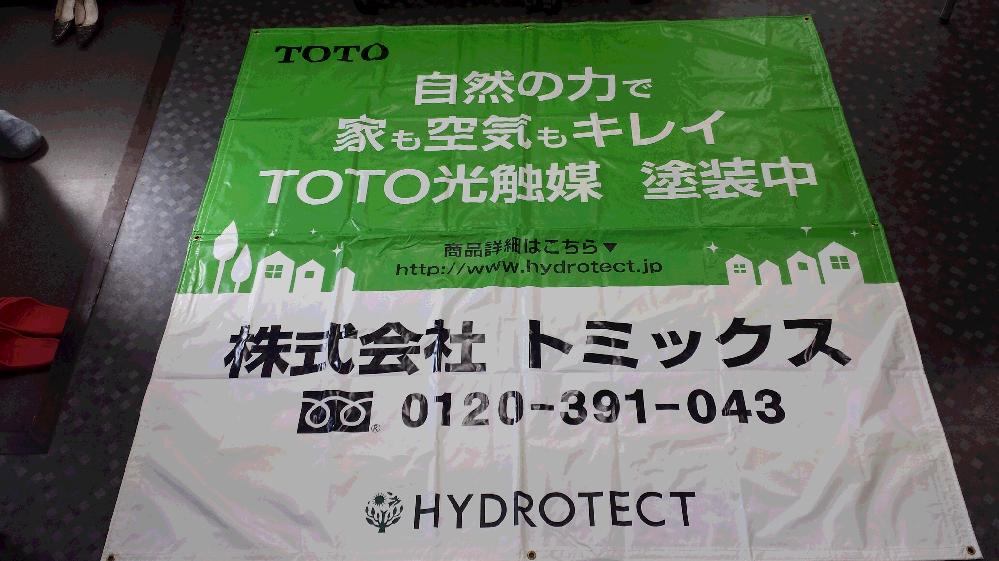 TOTO
自然の力で
家も空気もキレイ
TOTO光触媒 塗装中
商品詳細はこちら▼
http://www.hydrotect.jp
株式会社 トミックス
0120-391-043
HYDROTECT